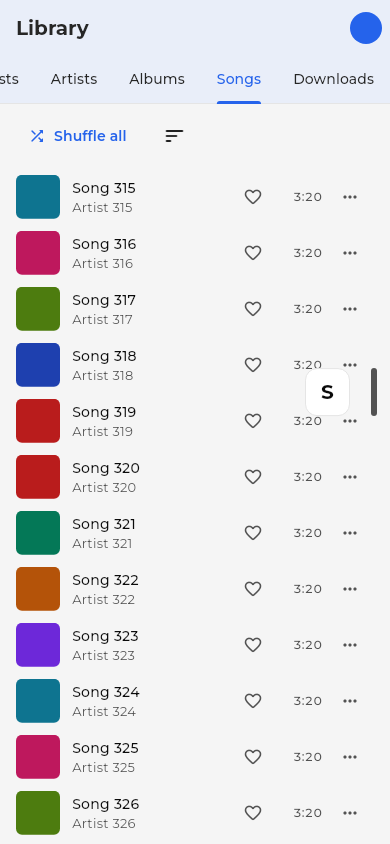 Library
sts Artists Albums Songs Downloads
Shuffle all
Song 315
Artist 315
3:20
Song 316
Artist 316
3:20
Song 317
Artist 317
3:20
Song 318
Artist 318
3:20
S
Song 319
Artist 319
3:20
Song 320
Artist 320
3:20
Song 321
Artist 321
3:20
Song 322
Artist 322
3:20
Song 323
Artist 323
3:20
Song 324
Artist 324
3:20
Song 325
Artist 325
3:20
Song 326
Artist 326
3:20